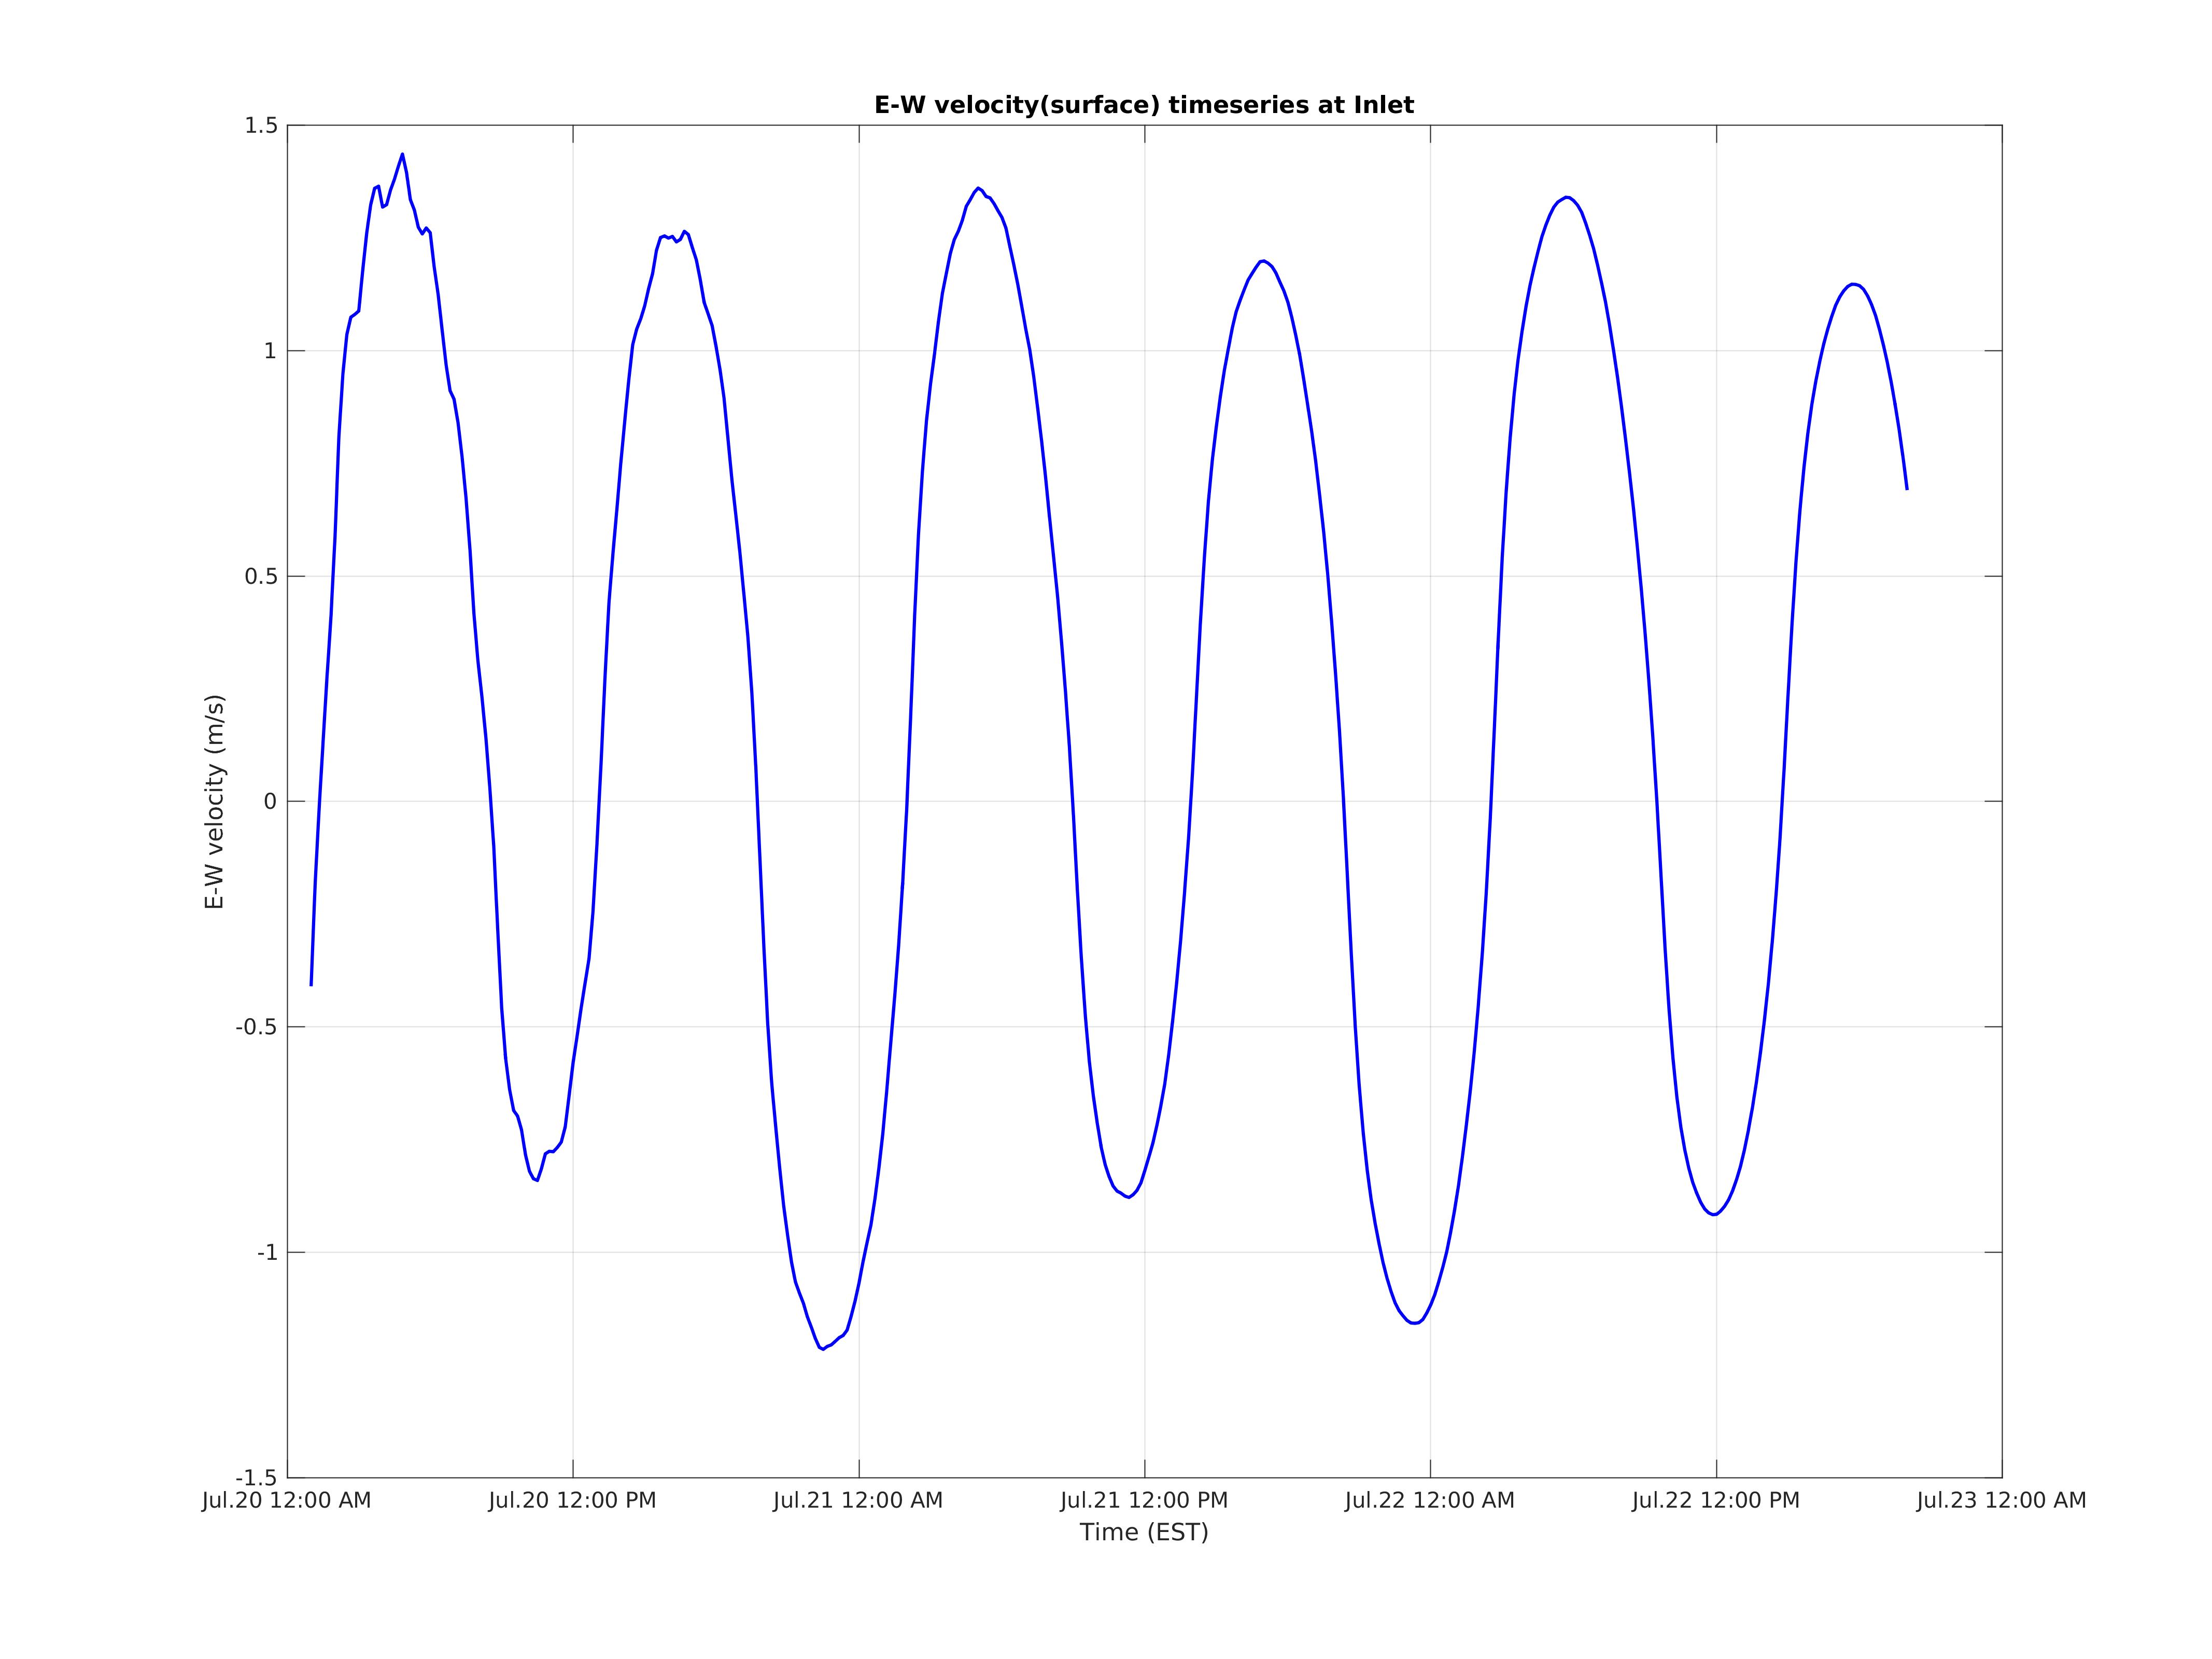 E-W velocity(surface) timeseries at Inlet
1.5
1
0.5
0
-0.5
-1
-1.5
E-W velocity (m/s)
Jul.20 12:00 AM Jul.20 12:00 PM Jul.21 12:00 AM Jul.21 12:00 PM Jul.22 12:00 AM Jul.22 12:00 PM Jul.23 12:00 AM
Time (EST)